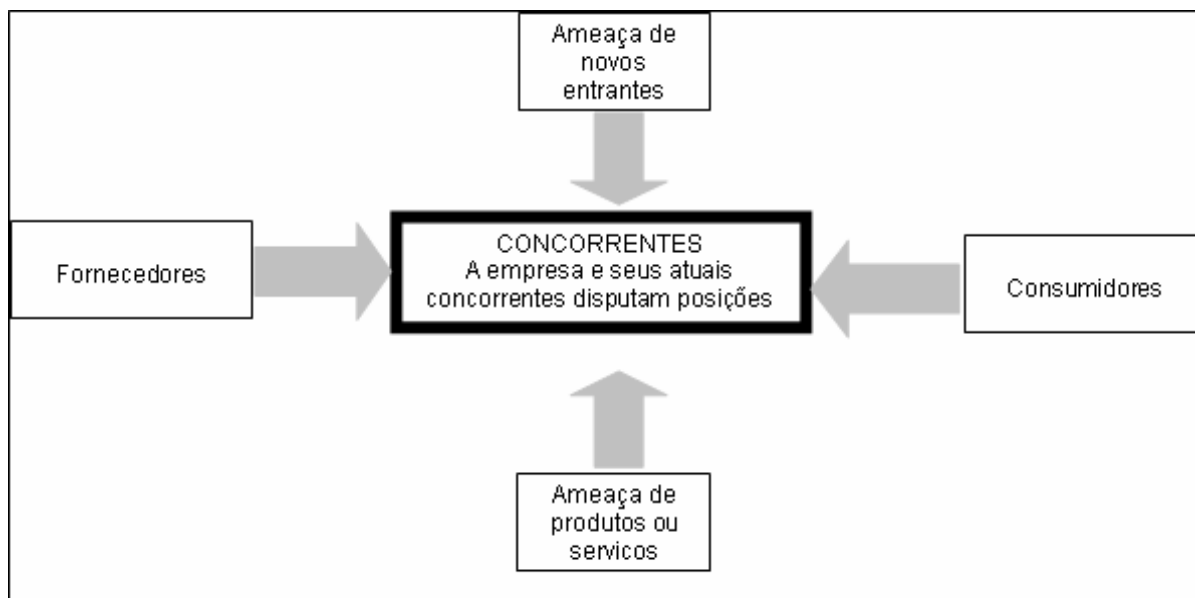 Ameaça de
novos
entrantes
Fornecedores
CONCORRENTES
A empresa e seus atuais
concorrentes disputam posições
Consumidores
Ameaça de
produtos ou
servicos